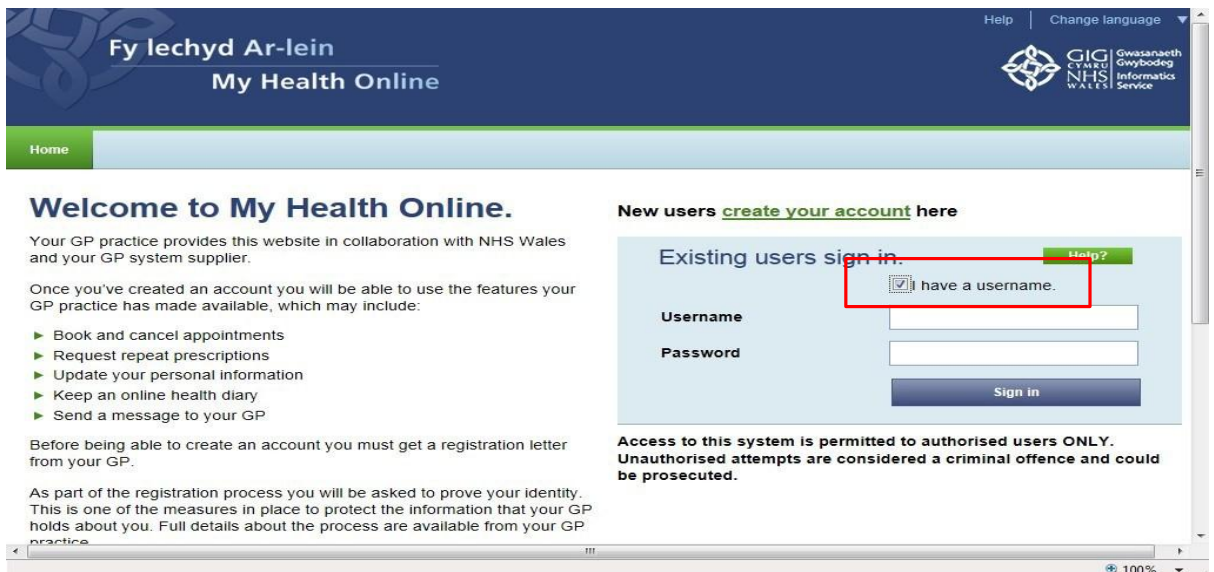 Help | Change language
Fy Iechyd Ar-lein
My Health Online
GIG Gwasanaeth
CYMRU Gwybodeg
NHS Informatics
WALES Service
Home
Welcome to My Health Online.
Your GP practice provides this website in collaboration with NHS Wales
and your GP system supplier.
Once you've created an account you will be able to use the features your
GP practice has made available, which may include:
Book and cancel appointments
Request repeat prescriptions
Update your personal information
Keep an online health diary
Send a message to your GP
Before being able to create an account you must get a registration letter
from your GP.
As part of the registration process you will be asked to prove your identity.
This is one of the measures in place to protect the information that your GP
holds about you. Full details about the process are available from your GP
practice
New users create your account here
Existing users sign in.
Help?
I have a username.
Username
Password
Sign in
Access to this system is permitted to authorised users ONLY.
Unauthorised attempts are considered a criminal offence and could
be prosecuted.
100%